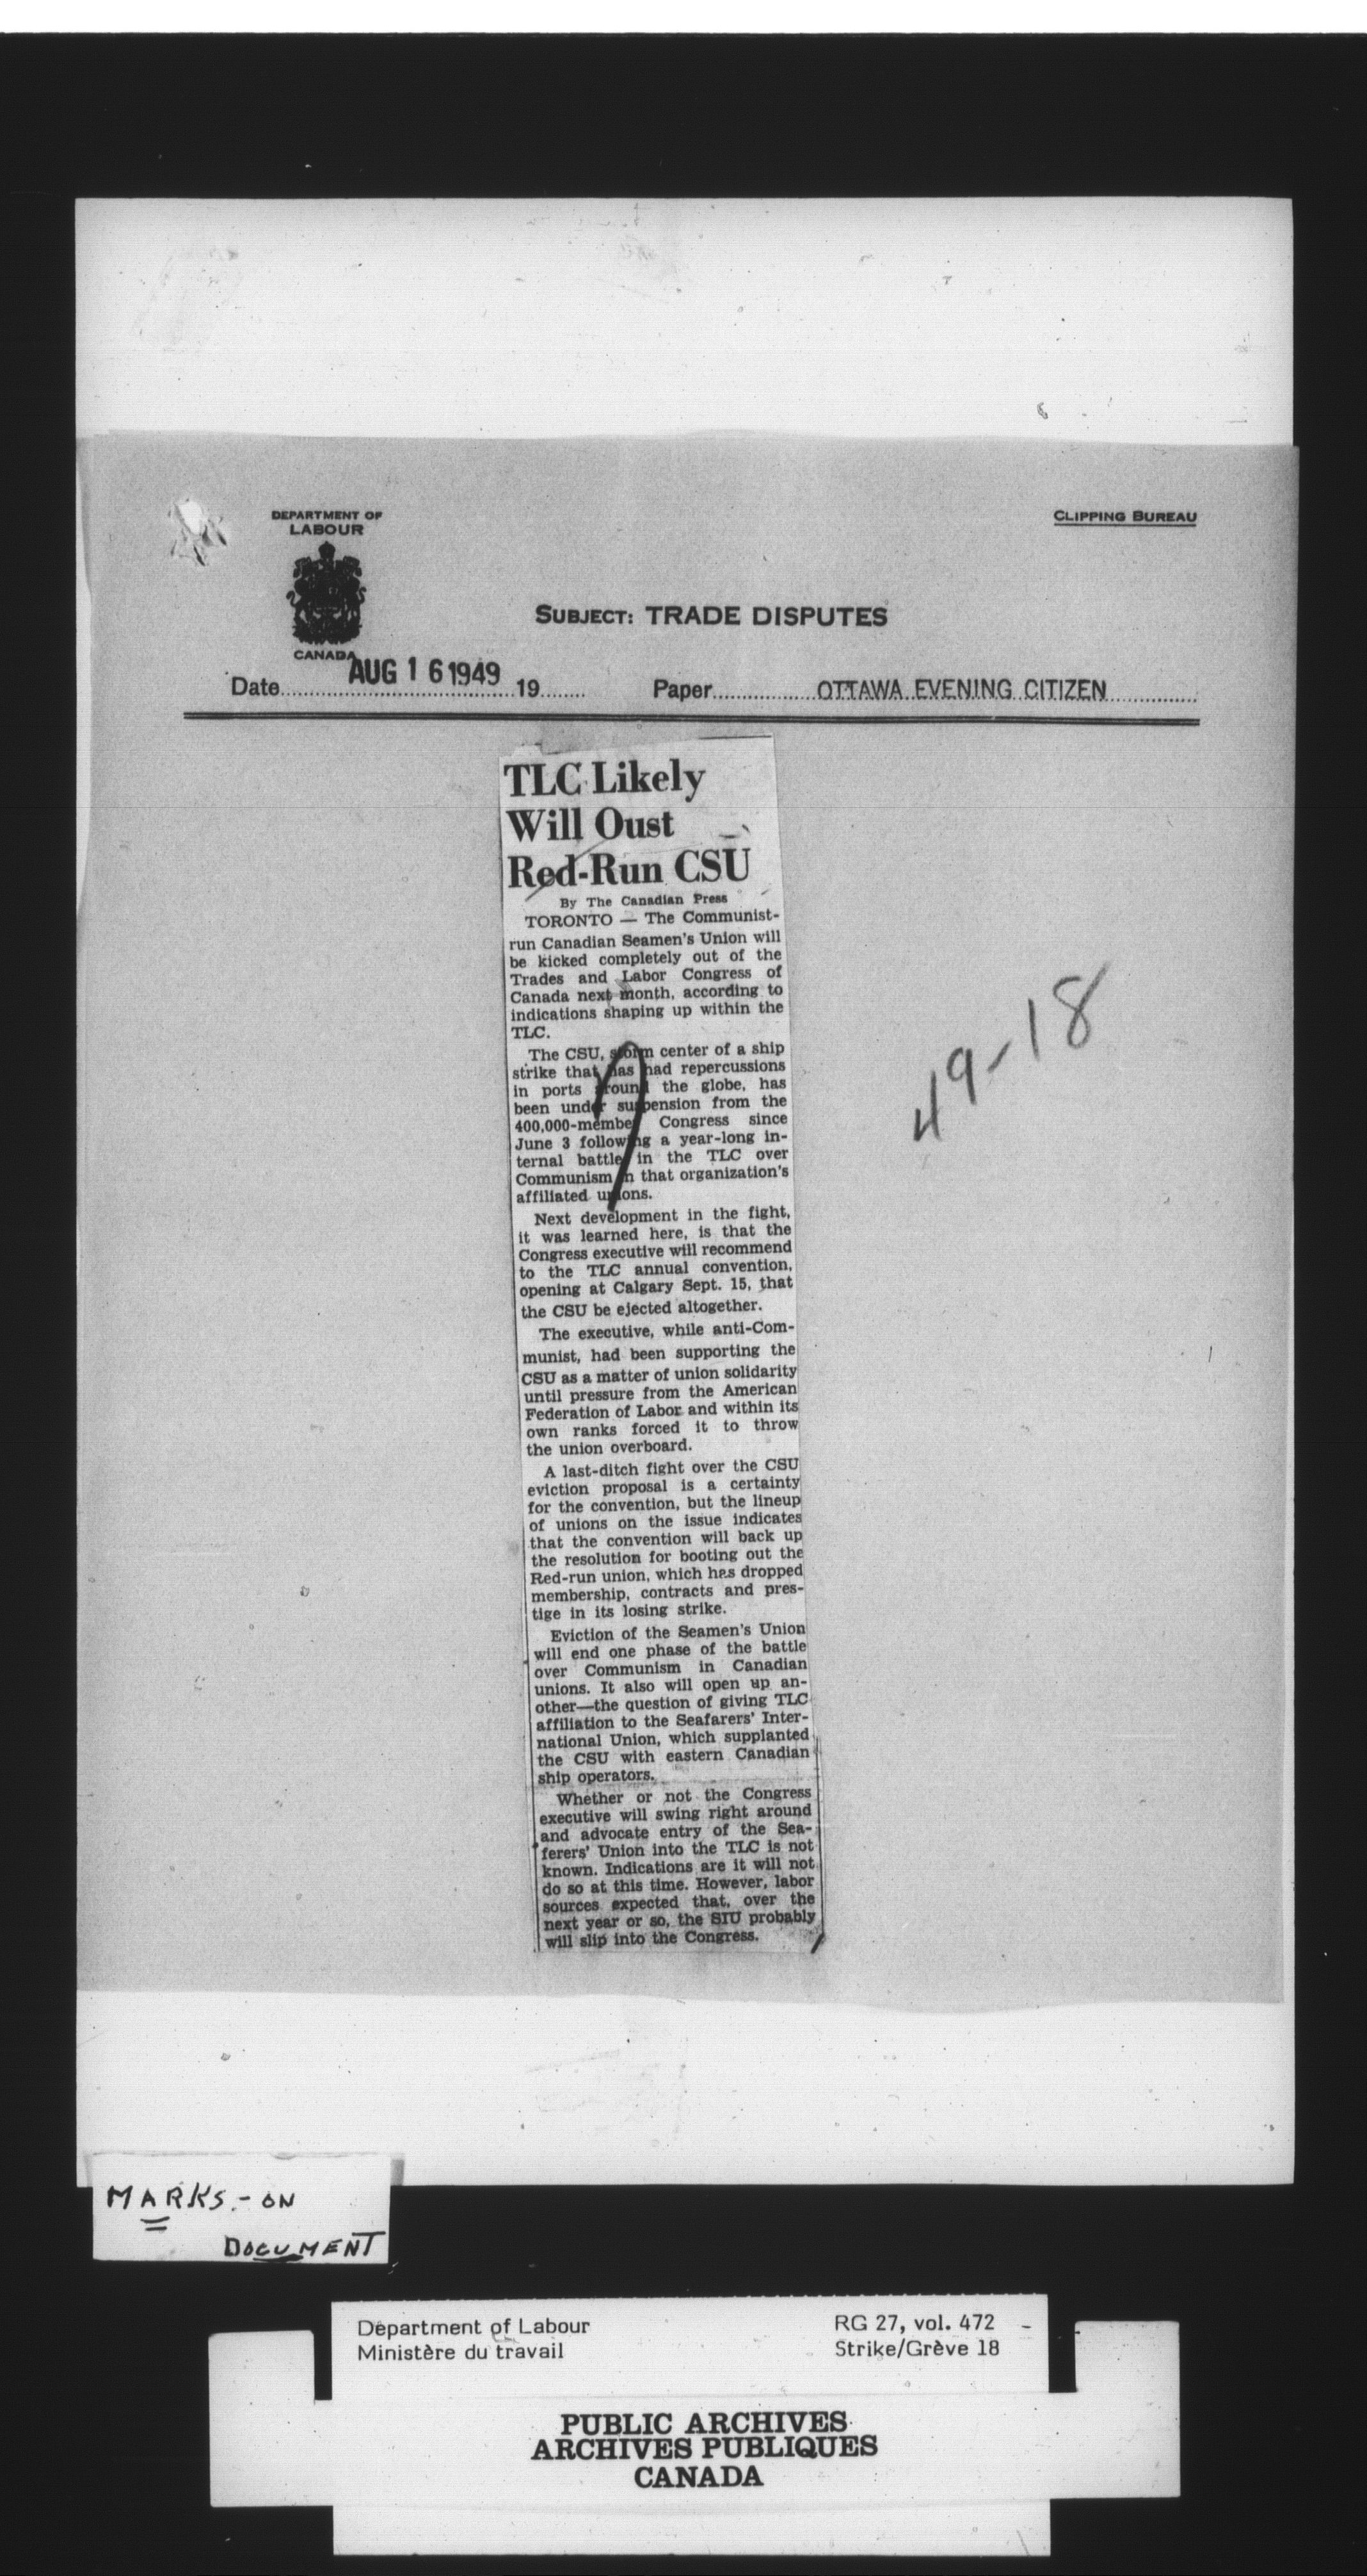 DEPARTMENT OF
LABOUR
CANADA
CLIPPING BUREAU
SUBJECT: TRADE DISPUTES
Date AUG 16 1949 19 Paper OTTAWA EVENING CITIZEN
TLC Likely
Will Oust
Red-Run CSU
By The Canadian Press
TORONTO — The Communist-
run Canadian Seamen's Union will
be kicked completely out of the
Trades and Labor Congress of
Canada next month, according to
indications shaping up within the
TLC.
The CSU, storm center of a ship
strike that has had repercussions
in ports around the globe, has
been under suspension from the
400,000-member Congress since
June 3 following a year-long in-
ternal battle in the TLC over
Communism in that organization's
affiliated unions.
Next development in the fight,
it was learned here, is that the
Congress executive will recommend
to the TLC annual convention,
opening at Calgary Sept. 15, that
the CSU be ejected altogether.
The executive, while anti-Com-
munist, had been supporting the
CSU as a matter of union solidarity
until pressure from the American
Federation of Labor and within its
own ranks forced it to throw
the union overboard.
A last-ditch fight over the CSU
eviction proposal is a certainty
for the convention, but the lineup
of unions on the issue indicates
that the convention will back up
the resolution for booting out the
Red-run union, which has dropped
membership, contracts and pres-
tige in its losing strike.
Eviction of the Seamen's Union
will end one phase of the battle
over Communism in Canadian
unions. It also will open up an-
other—the question of giving TLC
affiliation to the Seafarers' Inter-
national Union, which supplanted
the CSU with eastern Canadian
ship operators.
Whether or not the Congress
executive will swing right around
and advocate entry of the Sea-
ferers' Union into the TLC is not
known. Indications are it will not
do so at this time. However, labor
sources expected that, over the
next year or so, the SIU probably
will slip into the Congress.
49-18
MARKS - ON
DOCUMENT
Department of Labour
Ministère du travail
RG 27, vol. 472
Strike/Grève 18
PUBLIC ARCHIVES
ARCHIVES PUBLIQUES
CANADA